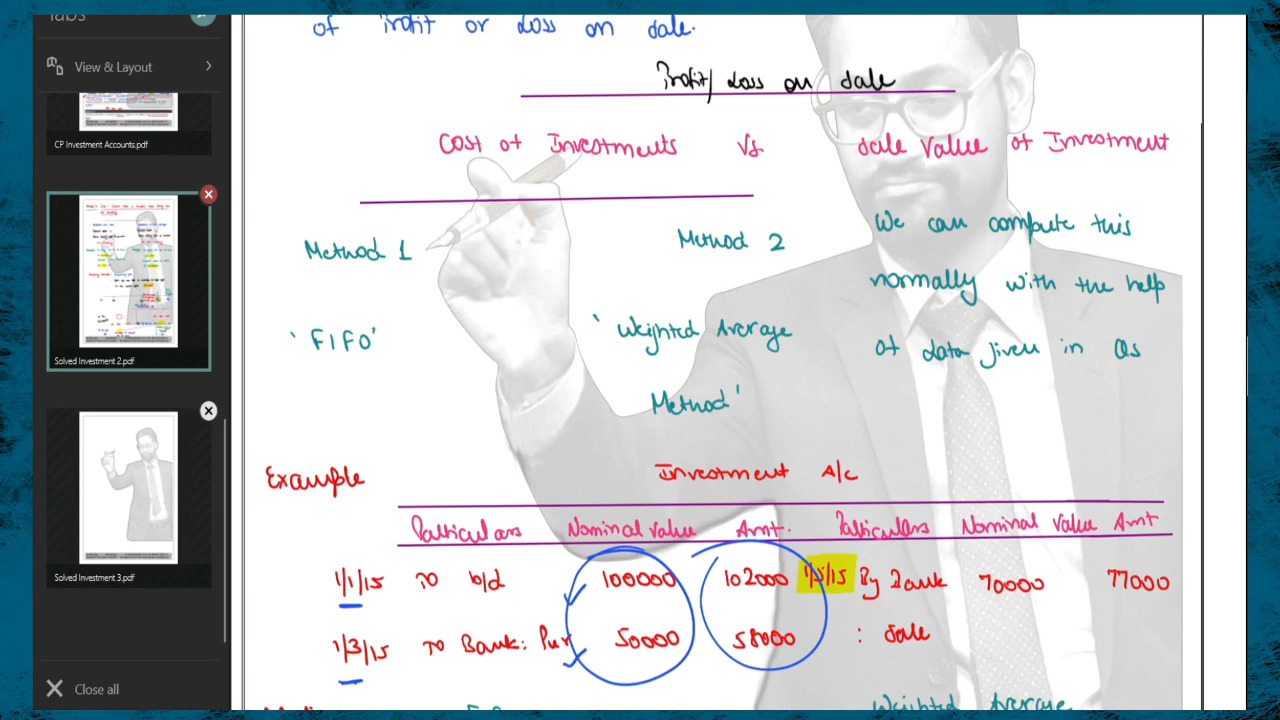 Tabs
View & Layout
CP Investment Accounts.pdf
Solved Investment 2.pdf
Solved Investment 3.pdf
Close all
of Profit or Loss on Sale.
Profit/Loss on Sale
Cost of Investments Vs Sale Value of Investment
Method 1 Method 2
'FIFO' 'Weighted Average
Method'
We can compute this
normally with the help
of data given in Qs
Example Investment A/C
Particulars Nominal Value Amt. Particulars Nominal Value Amt
1/1/15 To b/d 100000 102000 By Bank 70000 77000
1/3/15 To Bank: Pur 50000 58000 : Sale
Weighted Average